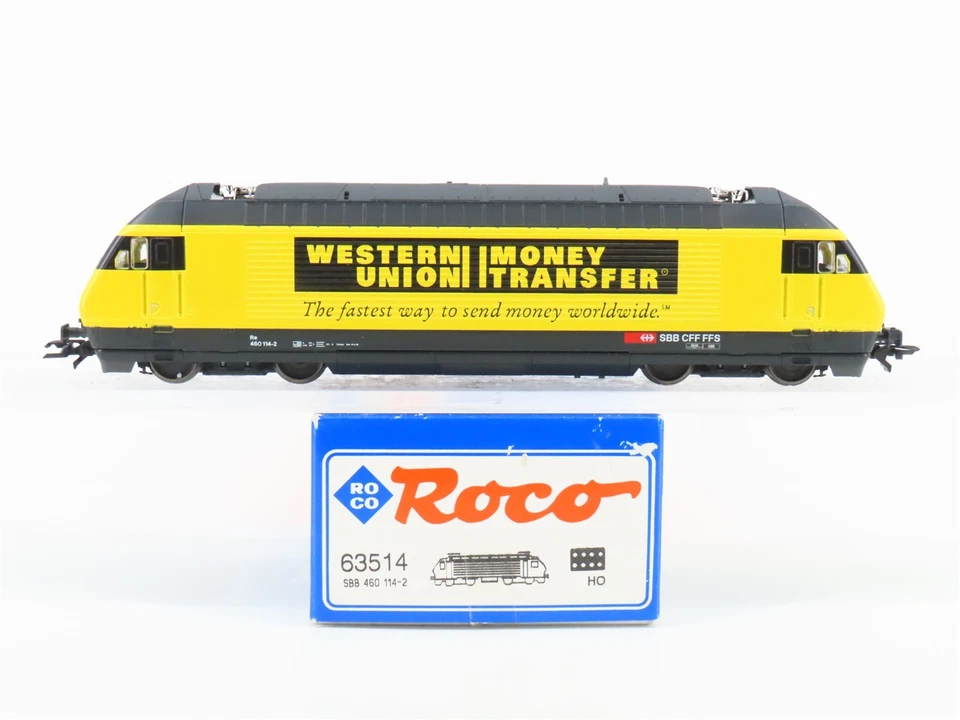 WESTERN UNION MONEY TRANSFER
The fastest way to send money worldwide.℠
Re
460 114-2
SBB CFF FFS
RO
CO
Roco
63514
SBB 460 114-2
HO